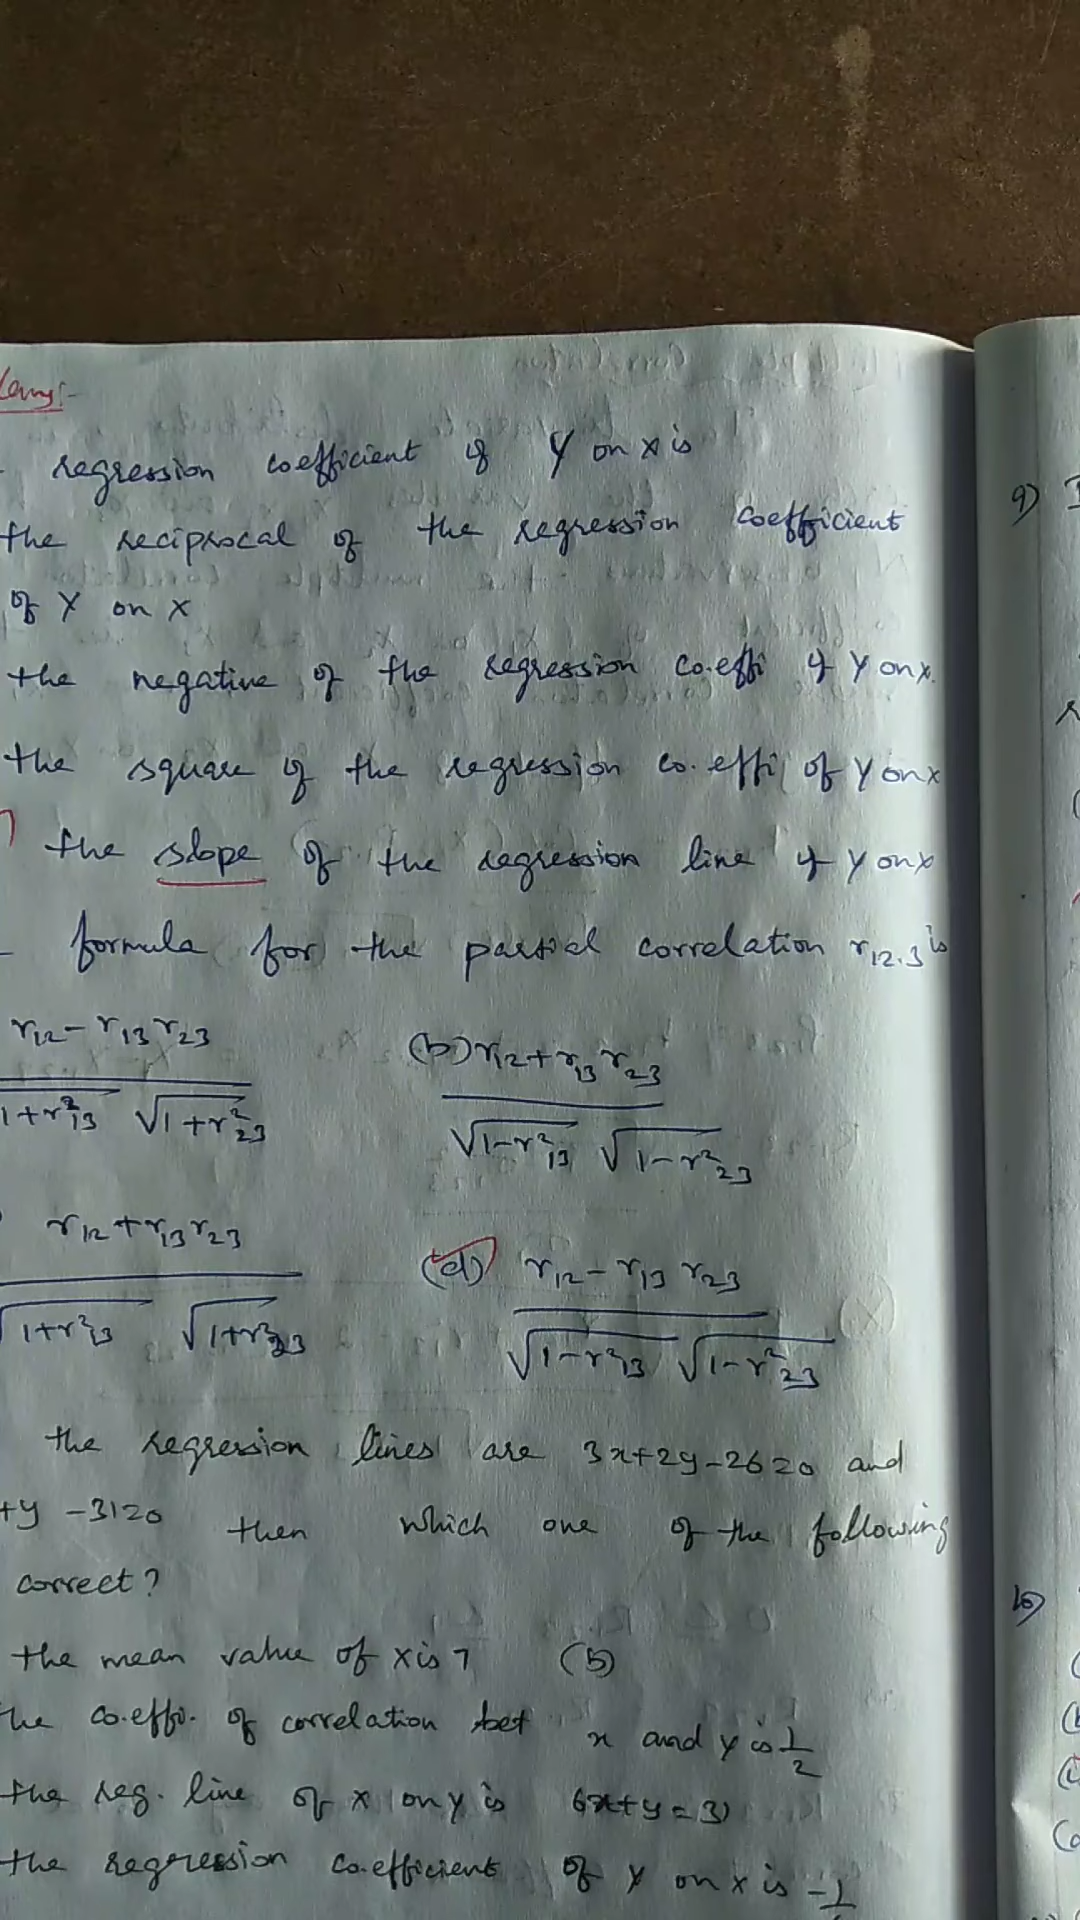 regression coefficient of Y on X is
the reciprocal of the regression coefficient
of Y on X
the negative of the regression co.effi of Y on X.
the square of the regression co.effi of Y on X
the slope of the regression line of Y on X
formula for the partial correlation r12.3 is
r12 - r13 r23
1+r²13 √1+r²23
(b) r12 + r13 r23
√1-r²13 √1-r²23
r12 + r13 r23
√1+r²13 √1+r²23
(d) r12 - r13 r23
√1-r²13 √1-r²23
the regression lines are 3x+2y-26=0 and
+y -31=0 then which one of the following
correct?
the mean value of x is 7 (b)
the co.effi. of correlation bet x and y is 1/2
the reg. line of x on y is 6x+y=31
the regression co.efficient of y on x is -1/
9)
10)